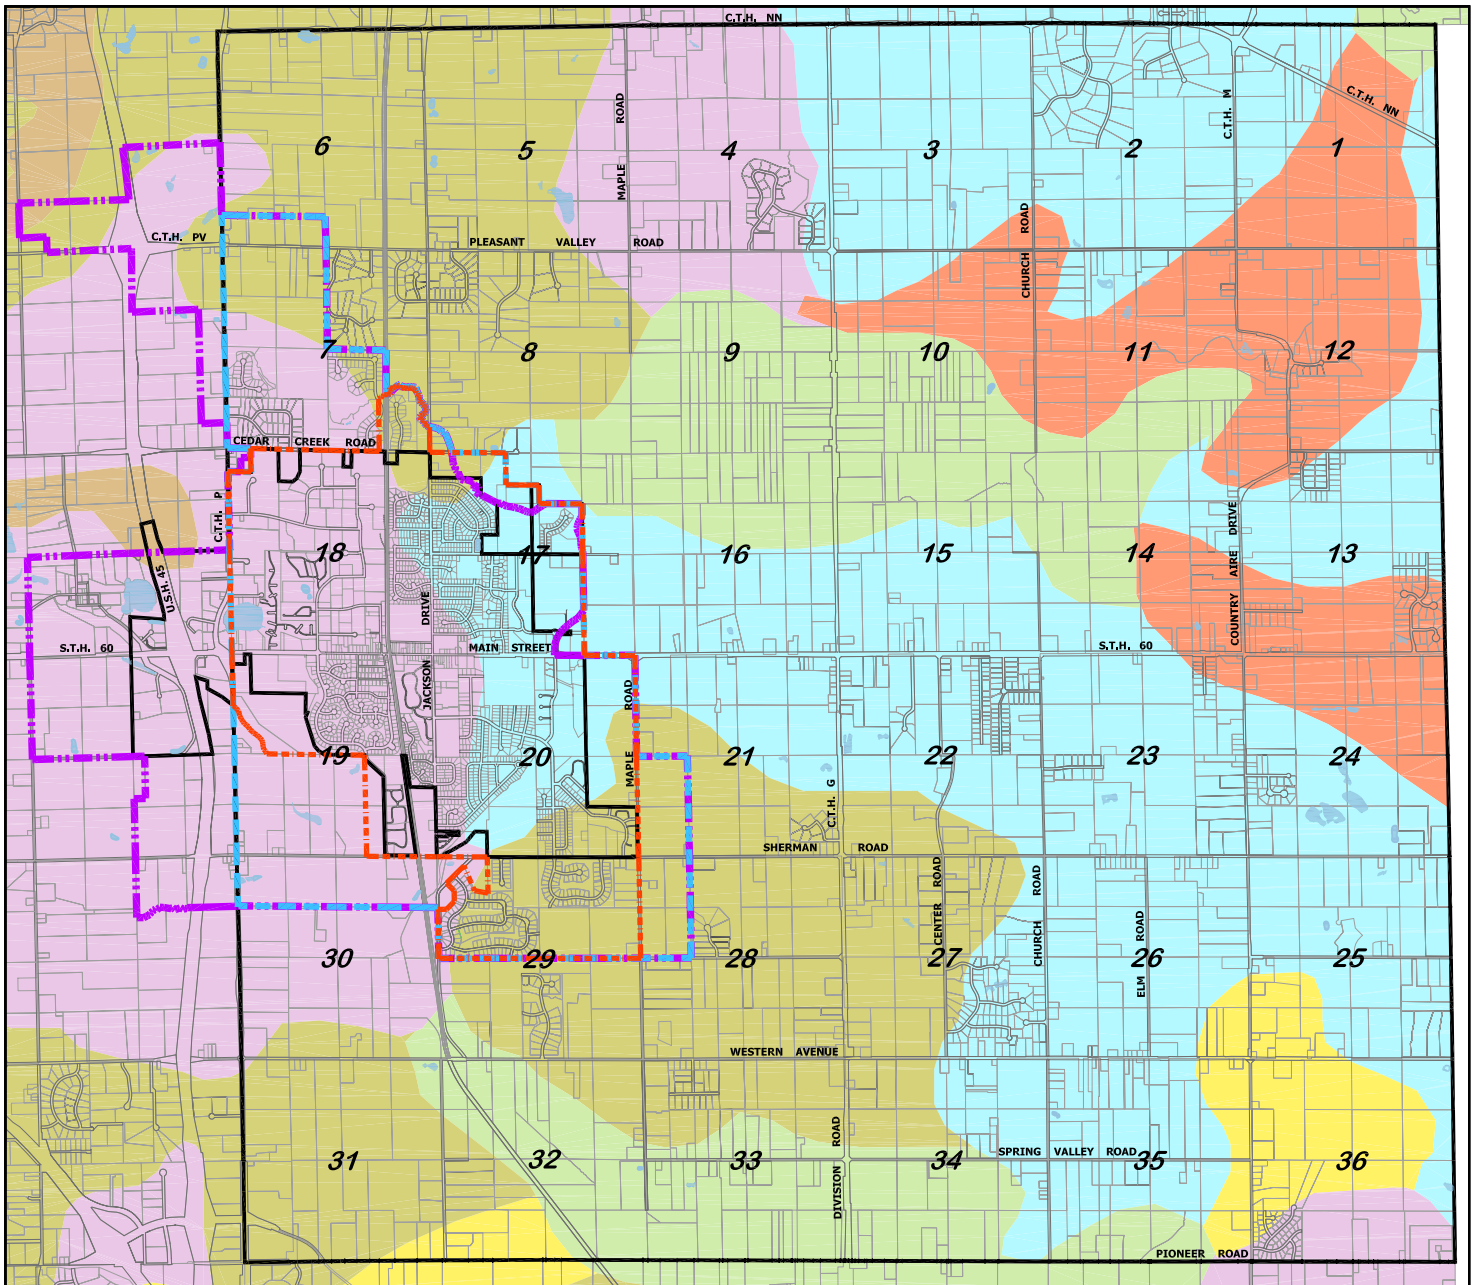 C.T.H. NN
C.T.H. NN
C.T.H. M
MAPLE ROAD
6
5
4
3
2
1
C.T.H. PV
PLEASANT VALLEY ROAD
CHURCH ROAD
7
8
9
10
11
12
CEDAR CREEK ROAD
C.T.H. P
U.S.H. 45
18
17
16
15
14
13
COUNTRY AIRE DRIVE
JACKSON DRIVE
S.T.H. 60
MAIN STREET
S.T.H. 60
MAPLE ROAD
19
20
21
22
23
24
C.T.H. G
SHERMAN ROAD
CENTER ROAD
CHURCH ROAD
ELM ROAD
30
29
28
27
26
25
WESTERN AVENUE
DIVISION ROAD
SPRING VALLEY ROAD
31
32
33
34
35
36
PIONEER ROAD